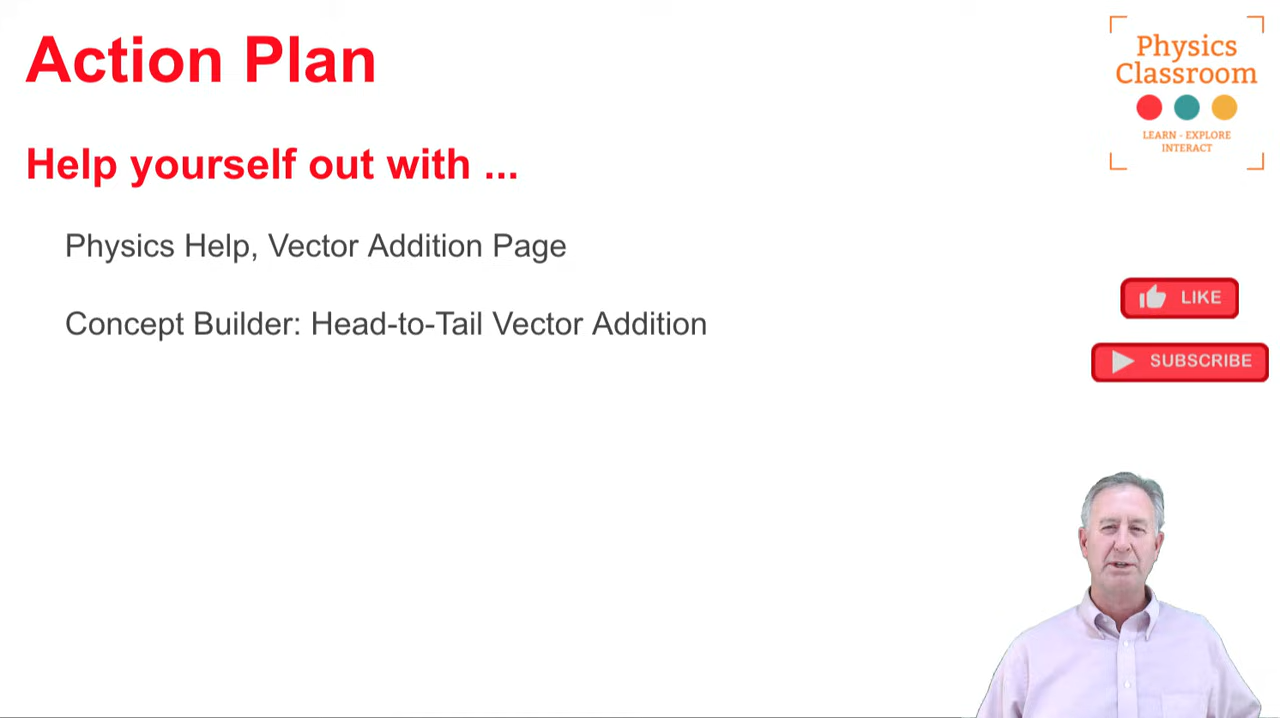 Action Plan
Help yourself out with ...
Physics Help, Vector Addition Page
Concept Builder: Head-to-Tail Vector Addition
Physics
Classroom
LEARN - EXPLORE
INTERACT
LIKE
SUBSCRIBE